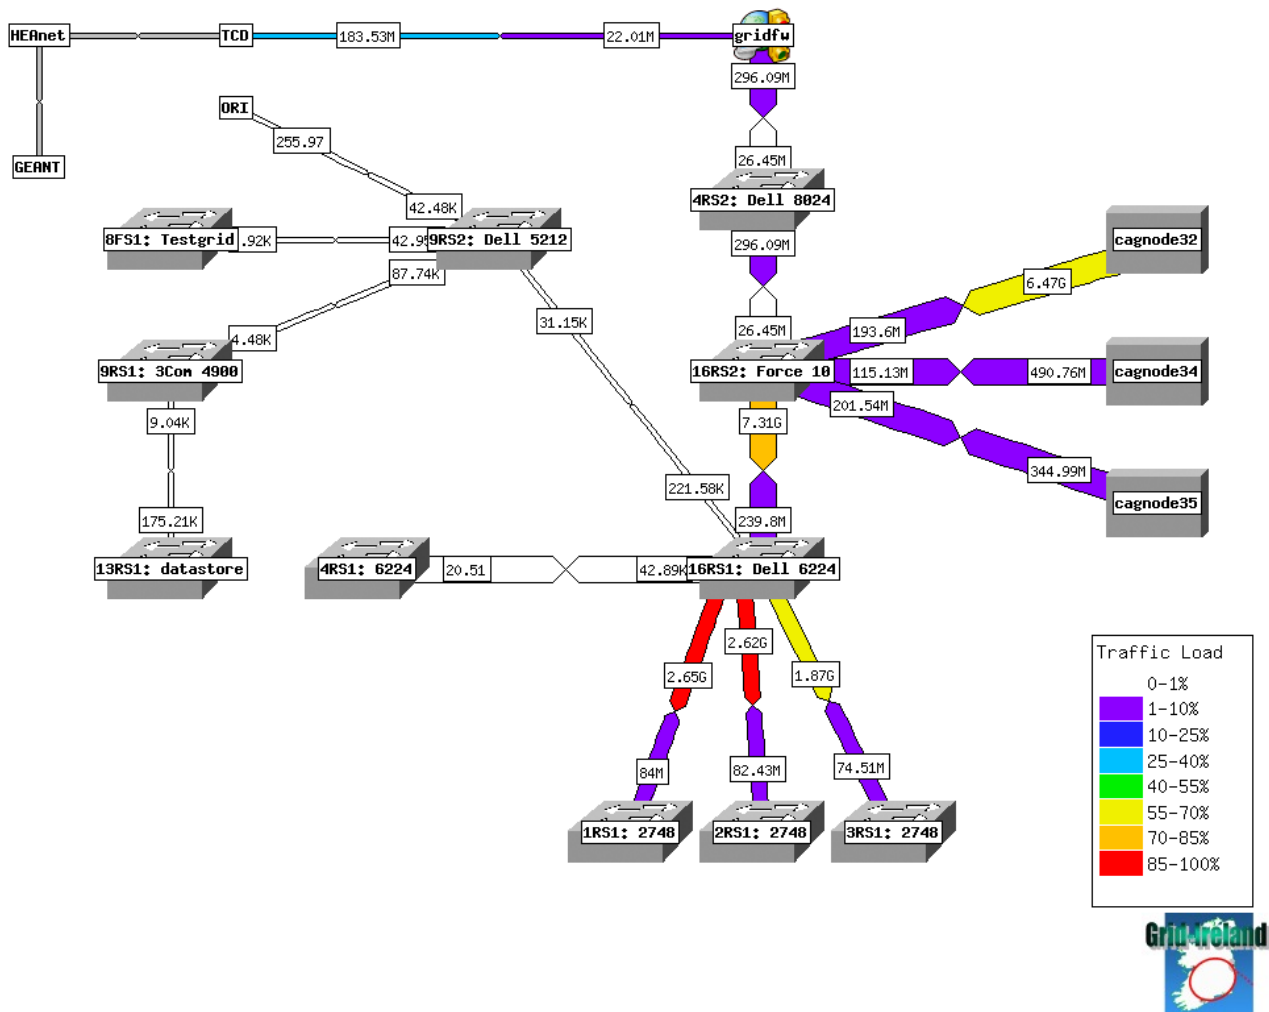 HEAnet
TCD
183.53M
22.01M
gridfw
296.09M
ORI
255.97
GEANT
26.45M
4RS2: Dell 8024
42.48K
8FS1: Testgrid
.92K
42.95
9RS2: Dell 5212
296.09M
cagnode32
87.74K
6.47G
31.15K
26.45M
193.6M
4.48K
9RS1: 3Com 4900
16RS2: Force 10
115.13M
490.76M
cagnode34
201.54M
9.04K
7.31G
344.99M
221.58K
cagnode35
175.21K
239.8M
13RS1: datastore
4RS1: 6224
20.51
42.89K
16RS1: Dell 6224
2.62G
2.65G
1.87G
Traffic Load
0-1%
1-10%
10-25%
25-40%
40-55%
55-70%
70-85%
85-100%
84M
82.43M
74.51M
1RS1: 2748
2RS1: 2748
3RS1: 2748
Grid-Ireland